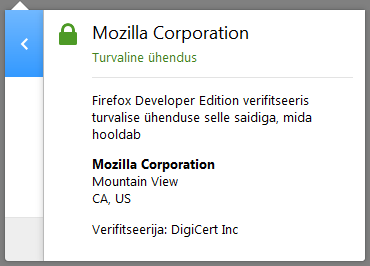 Mozilla Corporation
Turvaline ühendus
Firefox Developer Edition verifitseeris
turvalise ühenduse selle saidiga, mida
hooldab
Mozilla Corporation
Mountain View
CA, US
Verifitseerija: DigiCert Inc